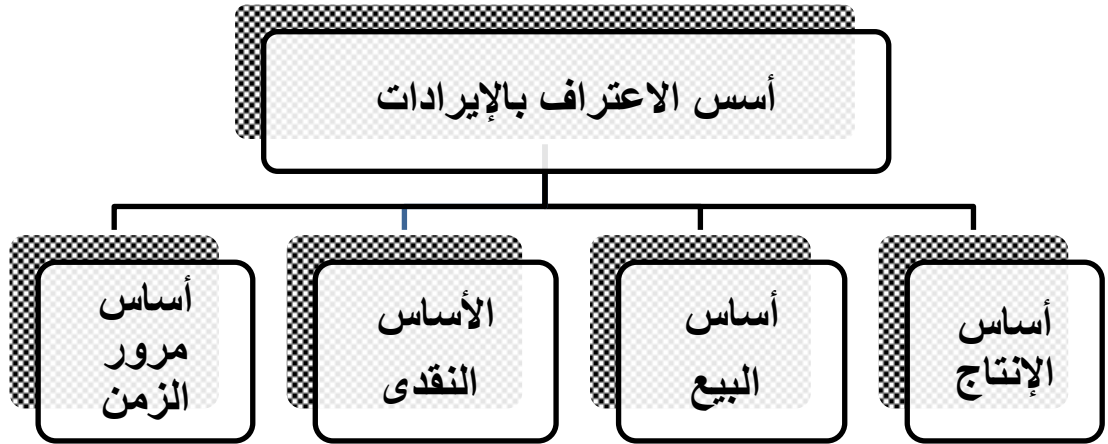 أسس الاعتراف بالإيرادات
أساس
الإنتاج
أساس
البيع
الأساس
النقدى
أساس
مرور
الزمن